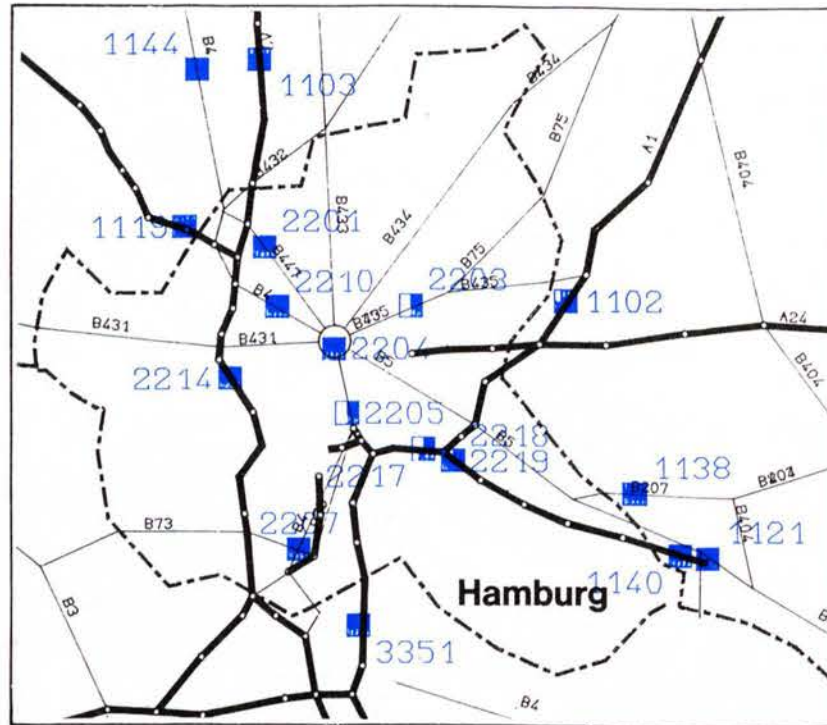 1144
B4
A7
1103
B434
B432
B433
B75
A1
B404
1113
2201
B447
B434
2210
B4
B75
2203
B435
1102
B431
B431
2204
B5
A24
B404
2214
2205
2218
B5
2219
2217
1138
B207
B404
B73
1121
1140
B3
Hamburg
3351
B4